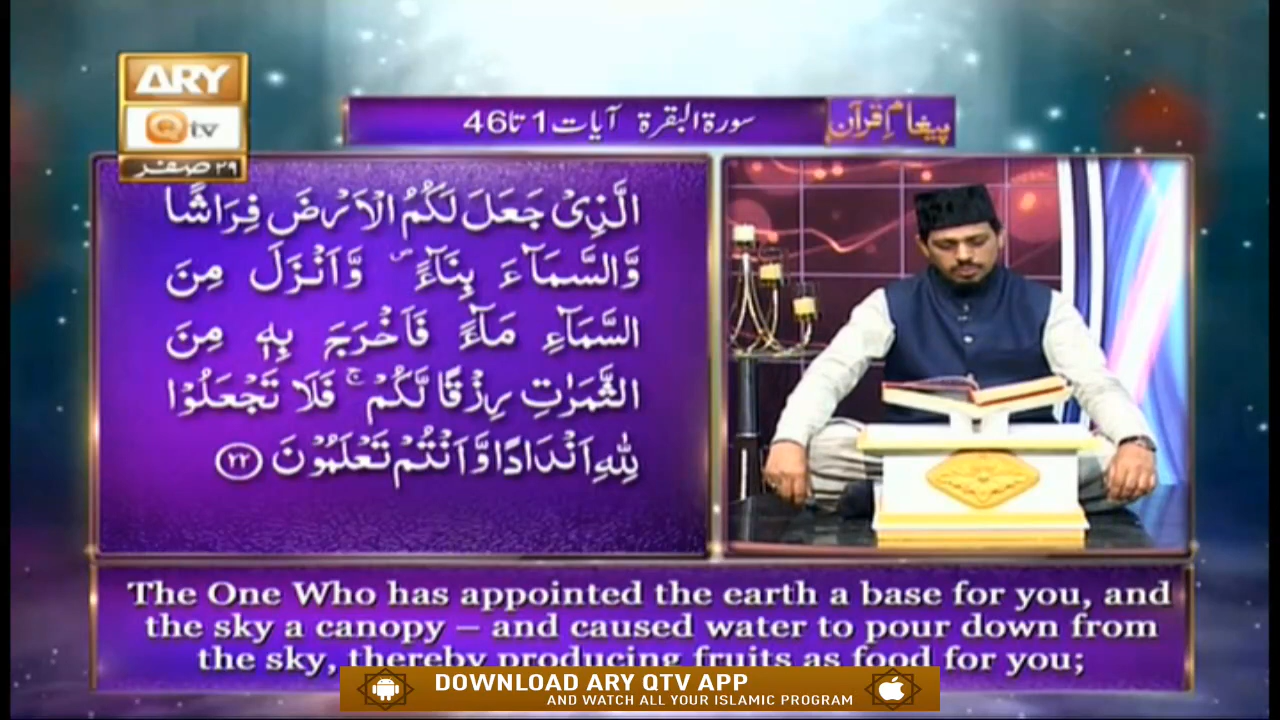 ARY
Qtv
۲۹ صفر
پیغامِ قرآن
سورۃ البقرۃ آیات 1 تا 46
الَّذِیۡ جَعَلَ لَکُمُ الۡاَرۡضَ فِرَاشًا
وَّالسَّمَآءَ بِنَآءً ۪ وَّاَنۡزَلَ مِنَ
السَّمَآءِ مَآءً فَاَخۡرَجَ بِہٖ مِنَ
الثَّمَرٰتِ رِزۡقًا لَّکُمۡ ۚ فَلَا تَجۡعَلُوۡا
لِلّٰہِ اَنۡدَادًا وَّاَنۡتُمۡ تَعۡلَمُوۡنَ ﴿۲۲﴾
The One Who has appointed the earth a base for you, and
the sky a canopy – and caused water to pour down from
the sky, thereby producing fruits as food for you;
DOWNLOAD ARY QTV APP
AND WATCH ALL YOUR ISLAMIC PROGRAM